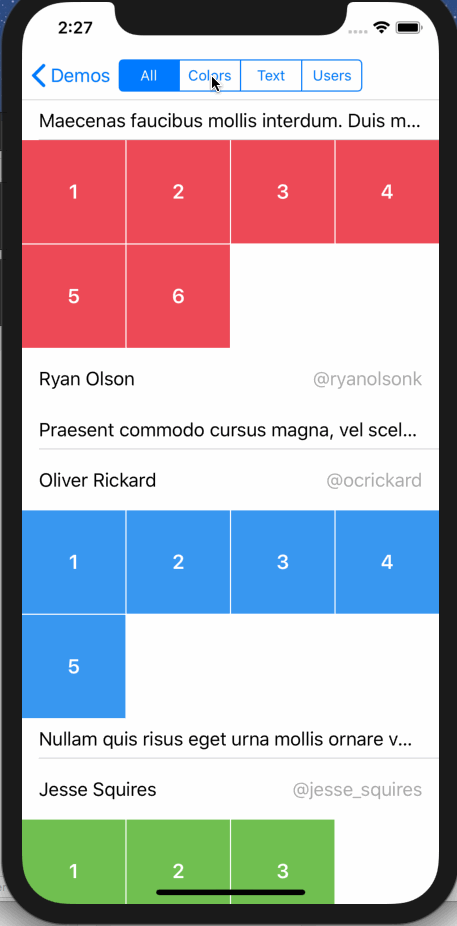 2:27
Demos All Colors Text Users
Maecenas faucibus mollis interdum. Duis m...
1 2 3 4
5 6
Ryan Olson @ryanolsonk
Praesent commodo cursus magna, vel scel...
Oliver Rickard @ocrickard
1 2 3 4
5
Nullam quis risus eget urna mollis ornare v...
Jesse Squires @jesse_squires
1 2 3